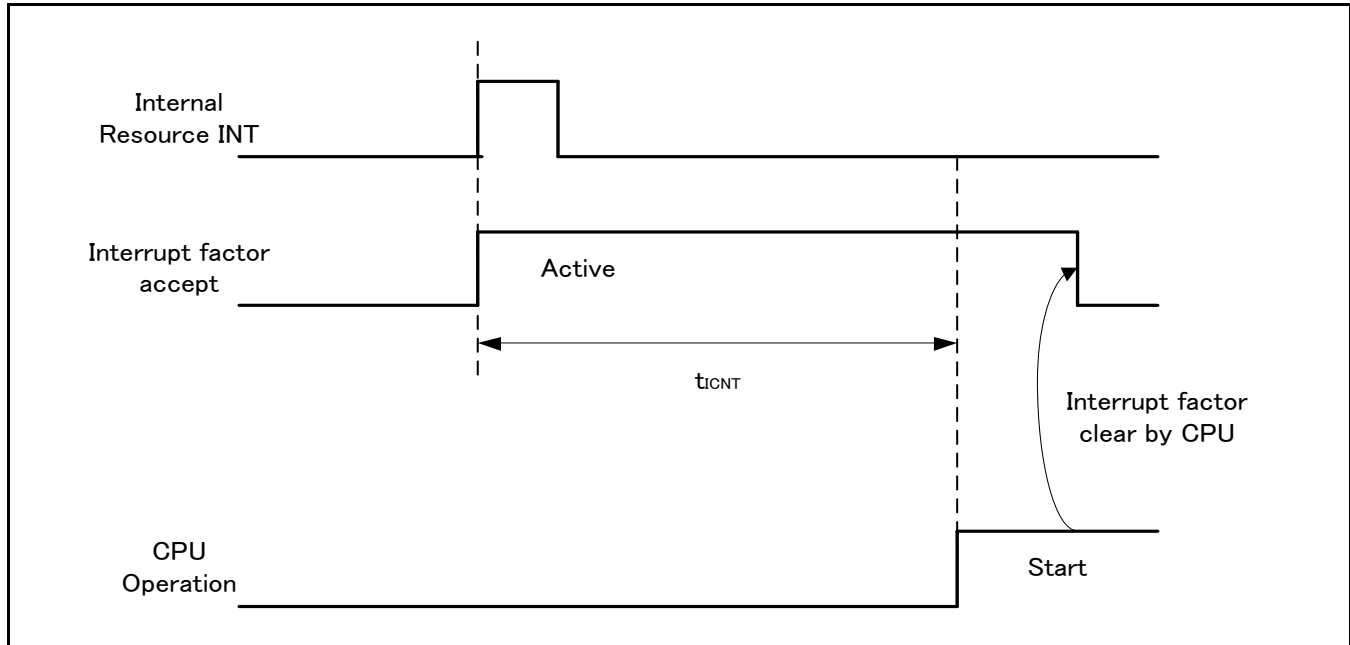 Internal
Resource INT
Interrupt factor
accept
Active
tICNT
Interrupt factor
clear by CPU
CPU
Operation
Start